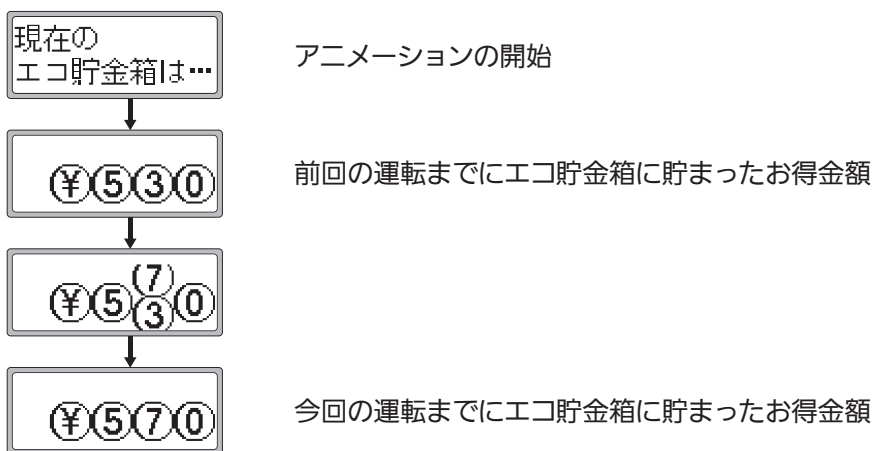 現在の
エコ貯金箱は…
アニメーションの開始
¥530
前回の運転までにエコ貯金箱に貯まったお得金額
7
¥530
¥570
今回の運転までにエコ貯金箱に貯まったお得金額